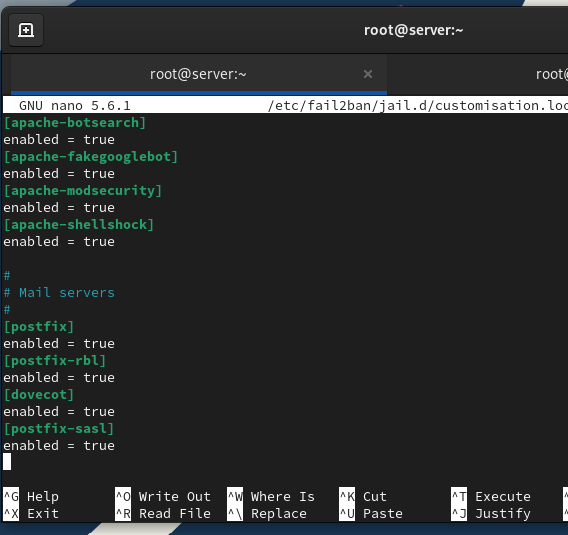 root@server:~
root@server:~ × root@
GNU nano 5.6.1 /etc/fail2ban/jail.d/customisation.loc
[apache-botsearch]
enabled = true
[apache-fakegooglebot]
enabled = true
[apache-modsecurity]
enabled = true
[apache-shellshock]
enabled = true
#
# Mail servers
#
[postfix]
enabled = true
[postfix-rbl]
enabled = true
[dovecot]
enabled = true
[postfix-sasl]
enabled = true
^G Help ^O Write Out ^W Where Is ^K Cut ^T Execute ^
^X Exit ^R Read File ^\ Replace ^U Paste ^J Justify ^